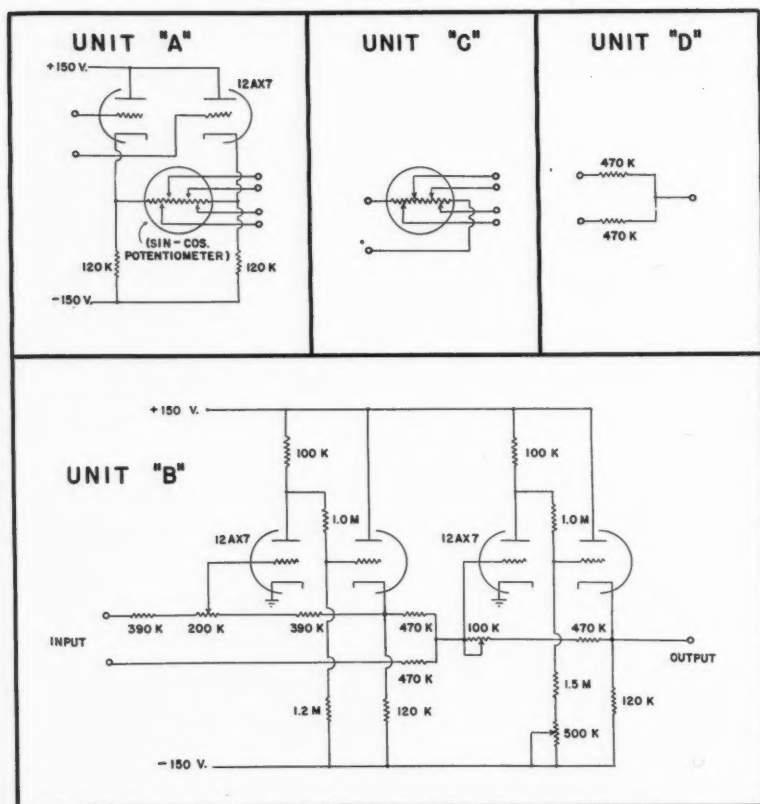 UNIT "A"
+150 V.
12AX7
(SIN-COS.
POTENTIOMETER)
120 K
120 K
-150 V.
UNIT "C"
UNIT "D"
470 K
470 K
UNIT "B"
+150 V.
100 K
100 K
1.0 M
1.0 M
12AX7
12AX7
INPUT
390 K
200 K
390 K
470 K
100 K
470 K
OUTPUT
470 K
1.2 M
120 K
1.5 M
120 K
500 K
-150 V.